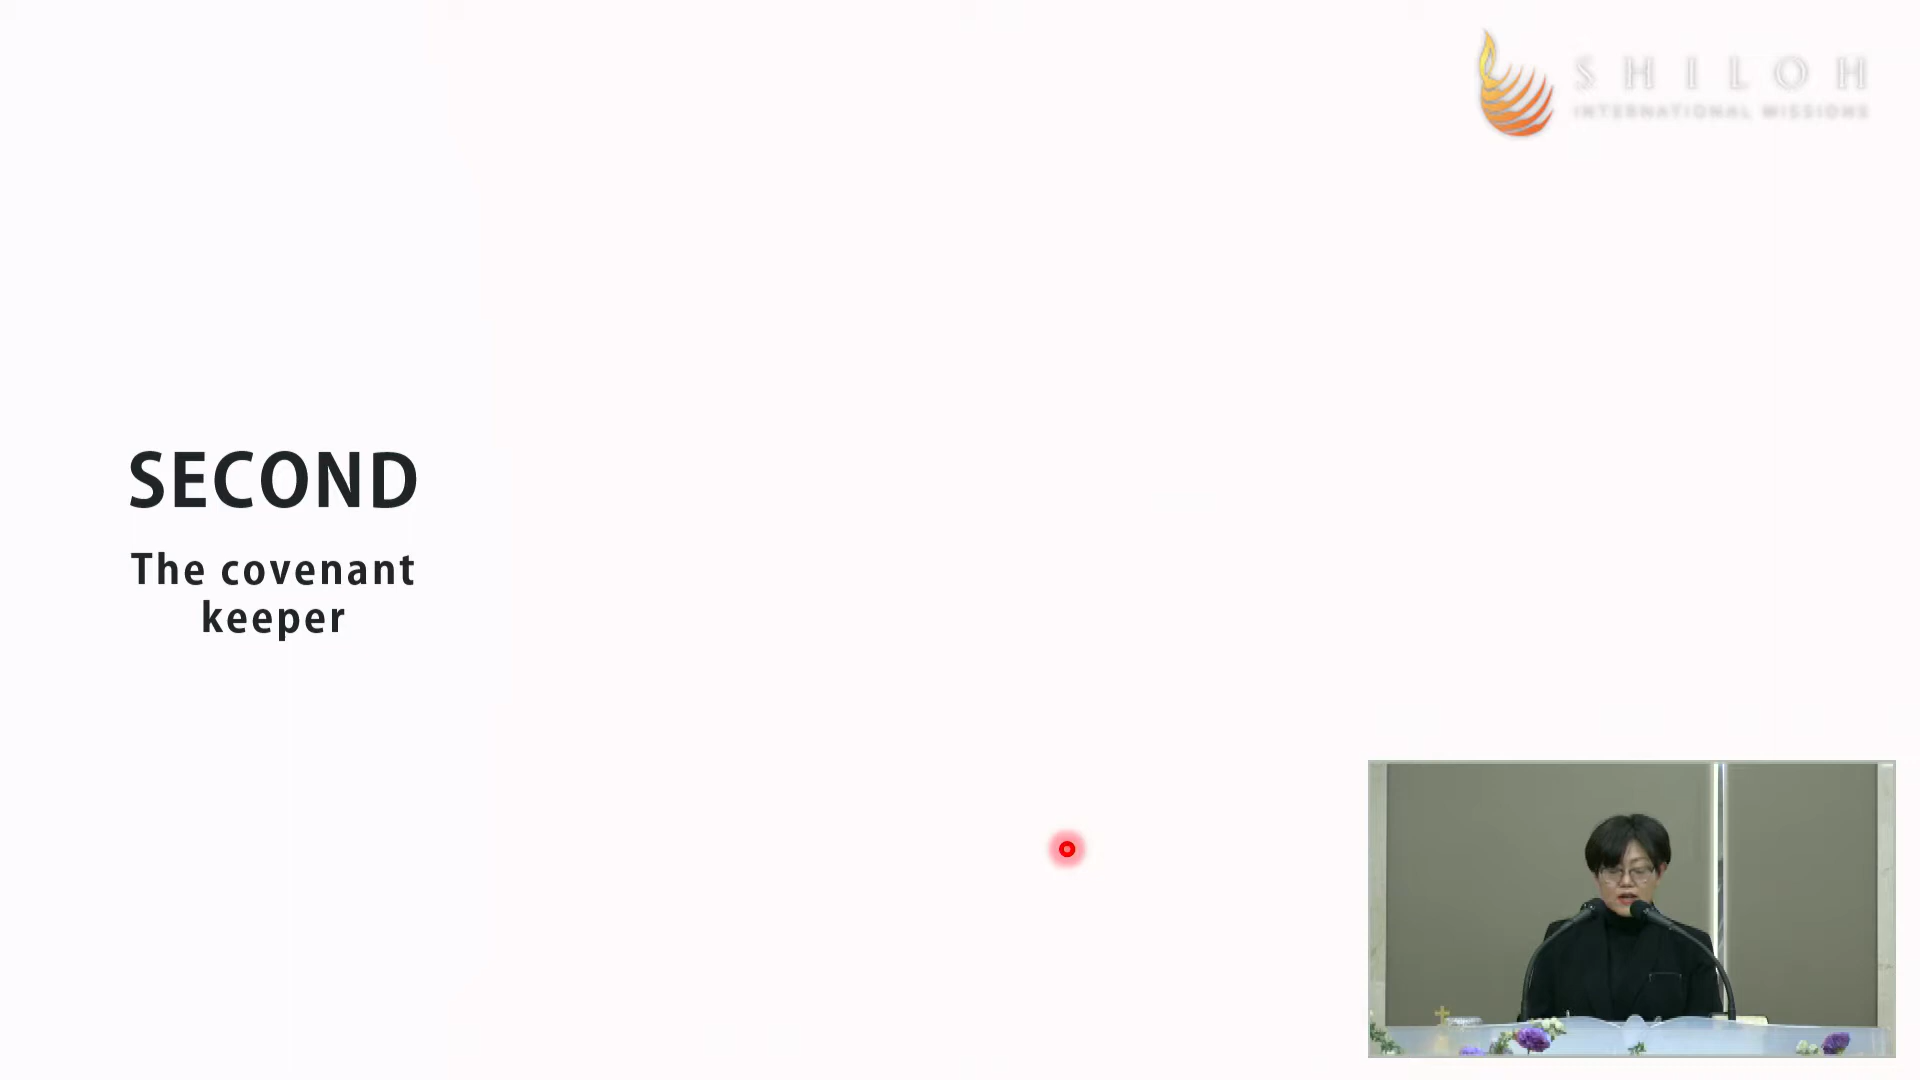 SHILOH
INTERNATIONAL MISSIONS
SECOND
The covenant
keeper